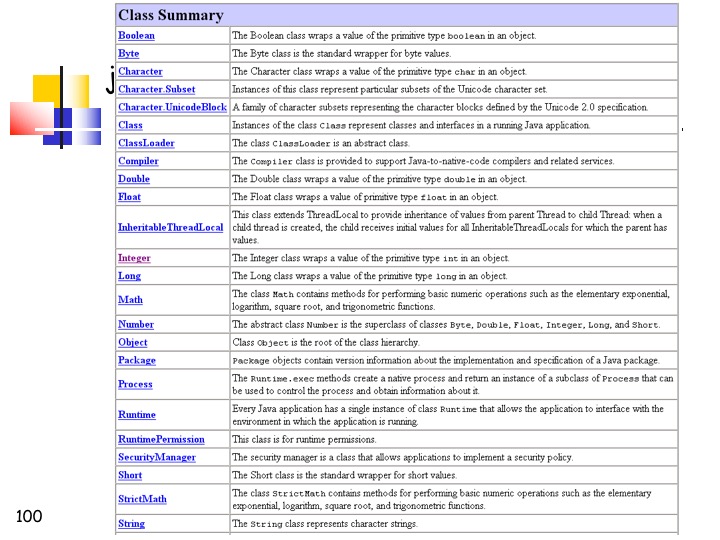 Class Summary
Boolean The Boolean class wraps a value of the primitive type boolean in an object.
Byte The Byte class is the standard wrapper for byte values.
Character The Character class wraps a value of the primitive type char in an object.
Character.Subset Instances of this class represent particular subsets of the Unicode character set.
Character.UnicodeBlock A family of character subsets representing the character blocks defined by the Unicode 2.0 specification.
Class Instances of the class Class represent classes and interfaces in a running Java application.
ClassLoader The class ClassLoader is an abstract class.
Compiler The Compiler class is provided to support Java-to-native-code compilers and related services.
Double The Double class wraps a value of the primitive type double in an object.
Float The Float class wraps a value of primitive type float in an object.
InheritableThreadLocal This class extends ThreadLocal to provide inheritance of values from parent Thread to child Thread: when a
child thread is created, the child receives initial values for all InheritableThreadLocals for which the parent has
values.
Integer The Integer class wraps a value of the primitive type int in an object.
Long The Long class wraps a value of the primitive type long in an object.
Math The class Math contains methods for performing basic numeric operations such as the elementary exponential,
logarithm, square root, and trigonometric functions.
Number The abstract class Number is the superclass of classes Byte, Double, Float, Integer, Long, and Short.
Object Class Object is the root of the class hierarchy.
Package Package objects contain version information about the implementation and specification of a Java package.
Process The Runtime.exec methods create a native process and return an instance of a subclass of Process that can
be used to control the process and obtain information about it.
Runtime Every Java application has a single instance of class Runtime that allows the application to interface with the
environment in which the application is running.
RuntimePermission This class is for runtime permissions.
SecurityManager The security manager is a class that allows applications to implement a security policy.
Short The Short class is the standard wrapper for short values.
StrictMath The class StrictMath contains methods for performing basic numeric operations such as the elementary
exponential, logarithm, square root, and trigonometric functions.
String The String class represents character strings.
100